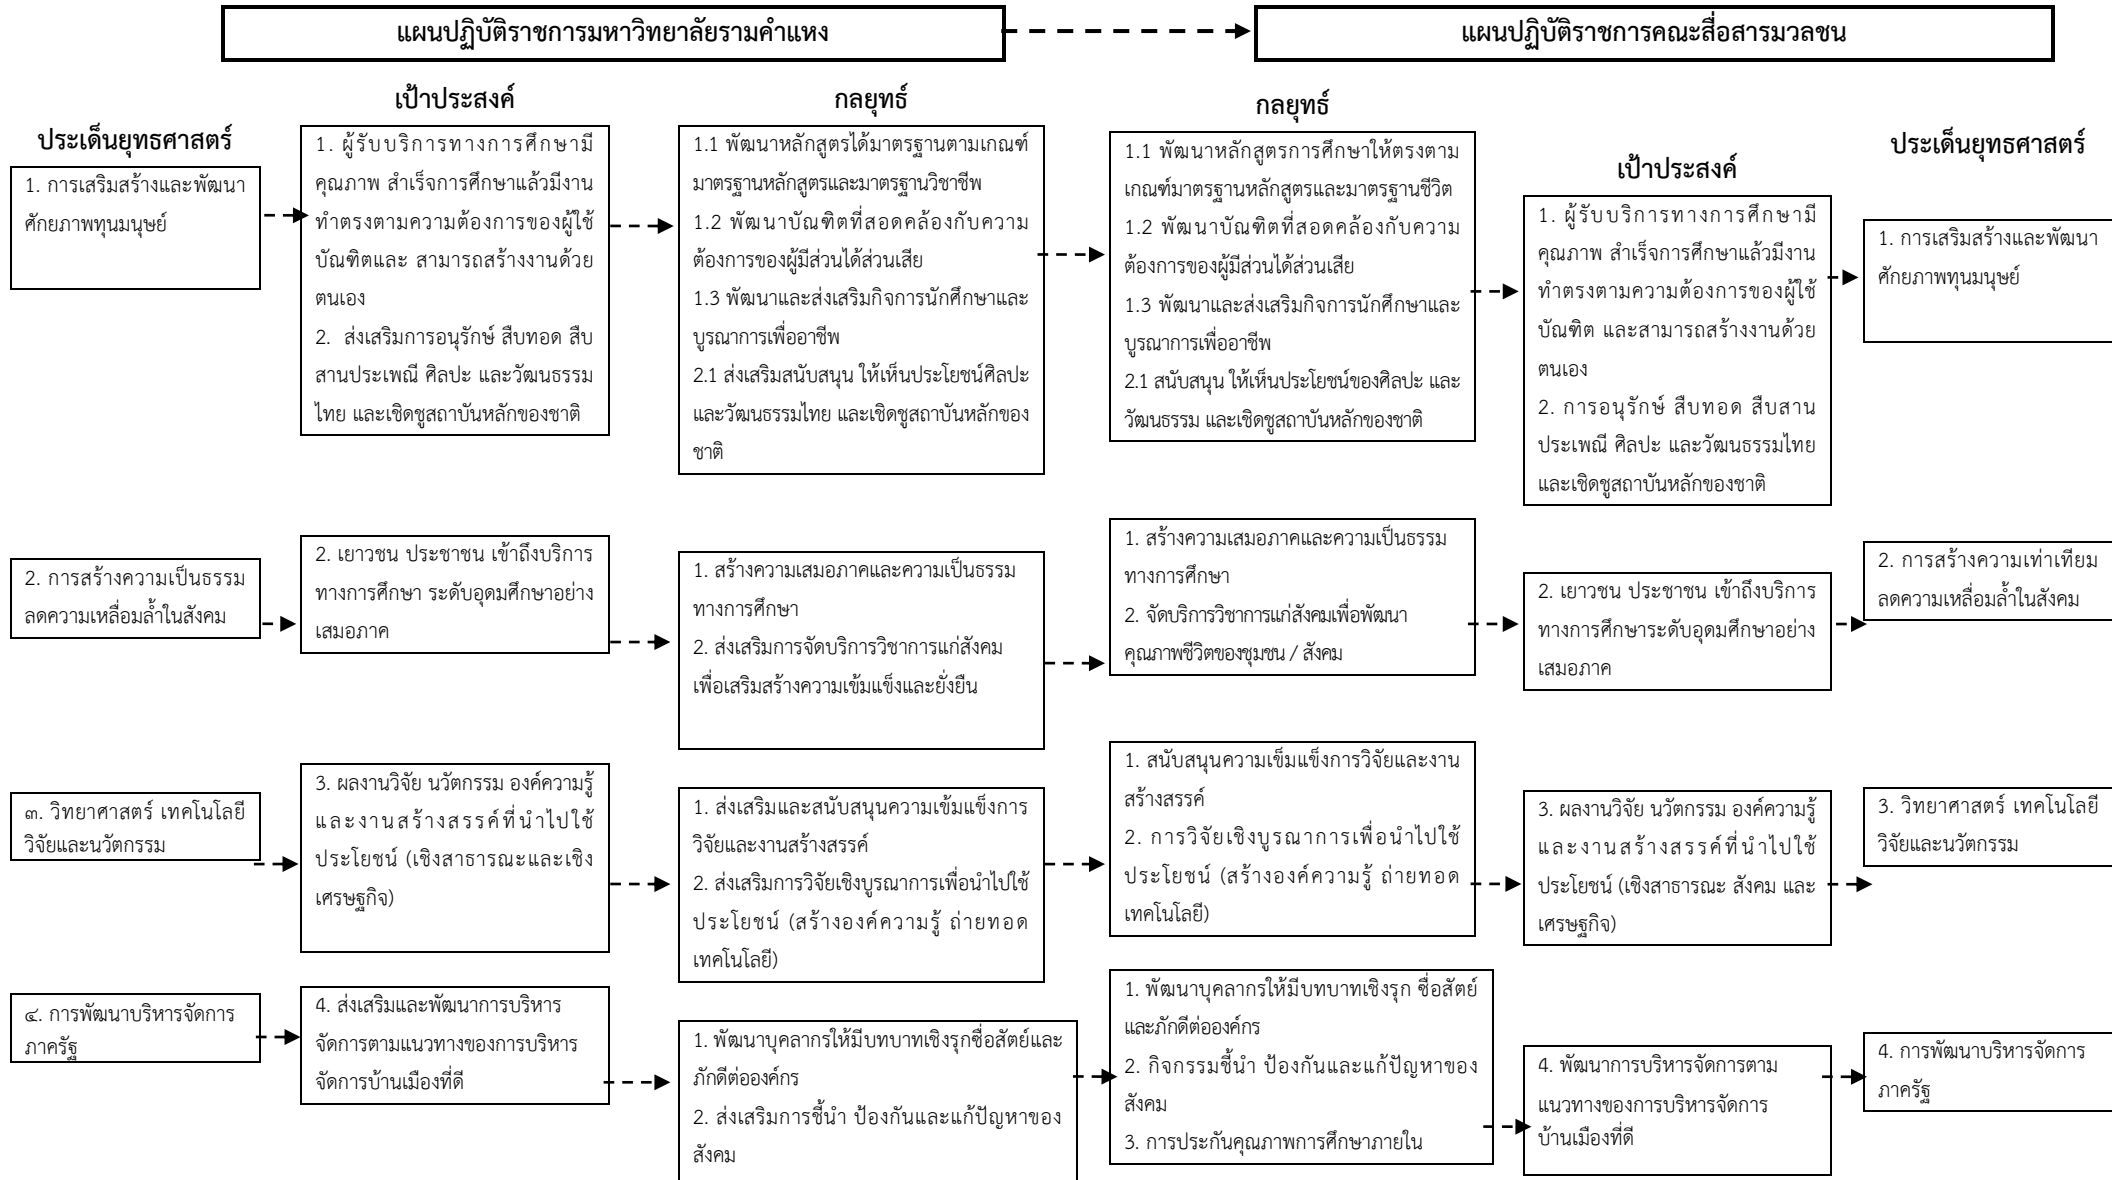 แผนปฏิบัติราชการมหาวิทยาลัยรามคำแหง
แผนปฏิบัติราชการคณะสื่อสารมวลชน
ประเด็นยุทธศาสตร์
1. การเสริมสร้างและพัฒนา
ศักยภาพทุนมนุษย์
เป้าประสงค์
1. ผู้รับบริการทางการศึกษามี
คุณภาพ สำเร็จการศึกษาแล้วมีงาน
ทำตรงตามความต้องการของผู้ใช้
บัณฑิตและ สามารถสร้างงานด้วย
ตนเอง
2. ส่งเสริมการอนุรักษ์ สืบทอด สืบ
สานประเพณี ศิลปะ และวัฒนธรรม
ไทย และเชิดชูสถาบันหลักของชาติ
กลยุทธ์
1.1 พัฒนาหลักสูตรได้มาตรฐานตามเกณฑ์
มาตรฐานหลักสูตรและมาตรฐานวิชาชีพ
1.2 พัฒนาบัณฑิตที่สอดคล้องกับความ
ต้องการของผู้มีส่วนได้ส่วนเสีย
1.3 พัฒนาและส่งเสริมกิจการนักศึกษาและ
บูรณาการเพื่ออาชีพ
2.1 ส่งเสริมสนับสนุน ให้เห็นประโยชน์ศิลปะ
และวัฒนธรรมไทย และเชิดชูสถาบันหลักของ
ชาติ
กลยุทธ์
1.1 พัฒนาหลักสูตรการศึกษาให้ตรงตาม
เกณฑ์มาตรฐานหลักสูตรและมาตรฐานชีวิต
1.2 พัฒนาบัณฑิตที่สอดคล้องกับความ
ต้องการของผู้มีส่วนได้ส่วนเสีย
1.3 พัฒนาและส่งเสริมกิจการนักศึกษาและ
บูรณาการเพื่ออาชีพ
2.1 สนับสนุน ให้เห็นประโยชน์ของศิลปะ และ
วัฒนธรรม และเชิดชูสถาบันหลักของชาติ
เป้าประสงค์
1. ผู้รับบริการทางการศึกษามี
คุณภาพ สำเร็จการศึกษาแล้วมีงาน
ทำตรงตามความต้องการของผู้ใช้
บัณฑิต และสามารถสร้างงานด้วย
ตนเอง
2. การอนุรักษ์ สืบทอด สืบสาน
ประเพณี ศิลปะ และวัฒนธรรมไทย
และเชิดชูสถาบันหลักของชาติ
ประเด็นยุทธศาสตร์
1. การเสริมสร้างและพัฒนา
ศักยภาพทุนมนุษย์
2. การสร้างความเป็นธรรม
ลดความเหลื่อมล้ำในสังคม
2. เยาวชน ประชาชน เข้าถึงบริการ
ทางการศึกษา ระดับอุดมศึกษาอย่าง
เสมอภาค
1. สร้างความเสมอภาคและความเป็นธรรม
ทางการศึกษา
2. ส่งเสริมการจัดบริการวิชาการแก่สังคม
เพื่อเสริมสร้างความเข้มแข็งและยั่งยืน
1. สร้างความเสมอภาคและความเป็นธรรม
ทางการศึกษา
2. จัดบริการวิชาการแก่สังคมเพื่อพัฒนา
คุณภาพชีวิตของชุมชน / สังคม
2. เยาวชน ประชาชน เข้าถึงบริการ
ทางการศึกษาระดับอุดมศึกษาอย่าง
เสมอภาค
2. การสร้างความเท่าเทียม
ลดความเหลื่อมล้ำในสังคม
๓. วิทยาศาสตร์ เทคโนโลยี
วิจัยและนวัตกรรม
3. ผลงานวิจัย นวัตกรรม องค์ความรู้
และงานสร้างสรรค์ที่นำไปใช้
ประโยชน์ (เชิงสาธารณะและเชิง
เศรษฐกิจ)
1. ส่งเสริมและสนับสนุนความเข้มแข็งการ
วิจัยและงานสร้างสรรค์
2. ส่งเสริมการวิจัยเชิงบูรณาการเพื่อนำไปใช้
ประโยชน์ (สร้างองค์ความรู้ ถ่ายทอด
เทคโนโลยี)
1. สนับสนุนความเข็มแข็งการวิจัยและงาน
สร้างสรรค์
2. การวิจัยเชิงบูรณาการเพื่อนำไปใช้
ประโยชน์ (สร้างองค์ความรู้ ถ่ายทอด
เทคโนโลยี)
3. ผลงานวิจัย นวัตกรรม องค์ความรู้
และงานสร้างสรรค์ที่นำไปใช้
ประโยชน์ (เชิงสาธารณะ สังคม และ
เศรษฐกิจ)
3. วิทยาศาสตร์ เทคโนโลยี
วิจัยและนวัตกรรม
๔. การพัฒนาบริหารจัดการ
ภาครัฐ
4. ส่งเสริมและพัฒนาการบริหาร
จัดการตามแนวทางของการบริหาร
จัดการบ้านเมืองที่ดี
1. พัฒนาบุคลากรให้มีบทบาทเชิงรุกซื่อสัตย์และ
ภักดีต่อองค์กร
2. ส่งเสริมการชี้นำ ป้องกันและแก้ปัญหาของ
สังคม
1. พัฒนาบุคลากรให้มีบทบาทเชิงรุก ซื่อสัตย์
และภักดีต่อองค์กร
2. กิจกรรมชี้นำ ป้องกันและแก้ปัญหาของ
สังคม
3. การประกันคุณภาพการศึกษาภายใน
4. พัฒนาการบริหารจัดการตาม
แนวทางของการบริหารจัดการ
บ้านเมืองที่ดี
4. การพัฒนาบริหารจัดการ
ภาครัฐ